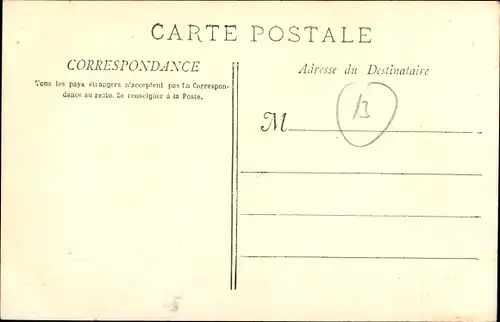 CARTE POSTALE
CORRESPONDANCE
Tous les pays étrangers n'acceptent pas La Correspon-
dance au recto. Se renseigner à la Poste.
Adresse du Destinataire
M
13